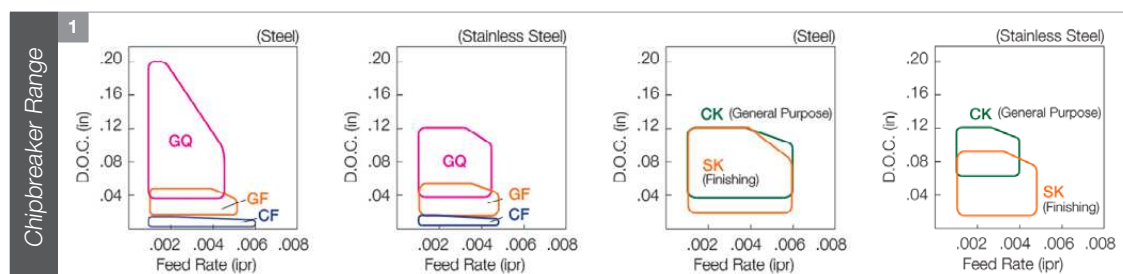 Chipbreaker Range
1
(Steel)
D.O.C. (in)
.20
.16
.12
.08
.04
GQ
GF
CF
.002 .004 .006 .008
Feed Rate (ipr)
(Stainless Steel)
D.O.C. (in)
.20
.16
.12
.08
.04
GQ
GF
CF
.002 .004 .006 .008
Feed Rate (ipr)
(Steel)
D.O.C. (in)
.20
.16
.12
.08
.04
CK (General Purpose)
SK
(Finishing)
.002 .004 .006 .008
Feed Rate (ipr)
(Stainless Steel)
D.O.C. (in)
.20
.16
.12
.08
.04
CK (General Purpose)
SK
(Finishing)
.002 .004 .006 .008
Feed Rate (ipr)